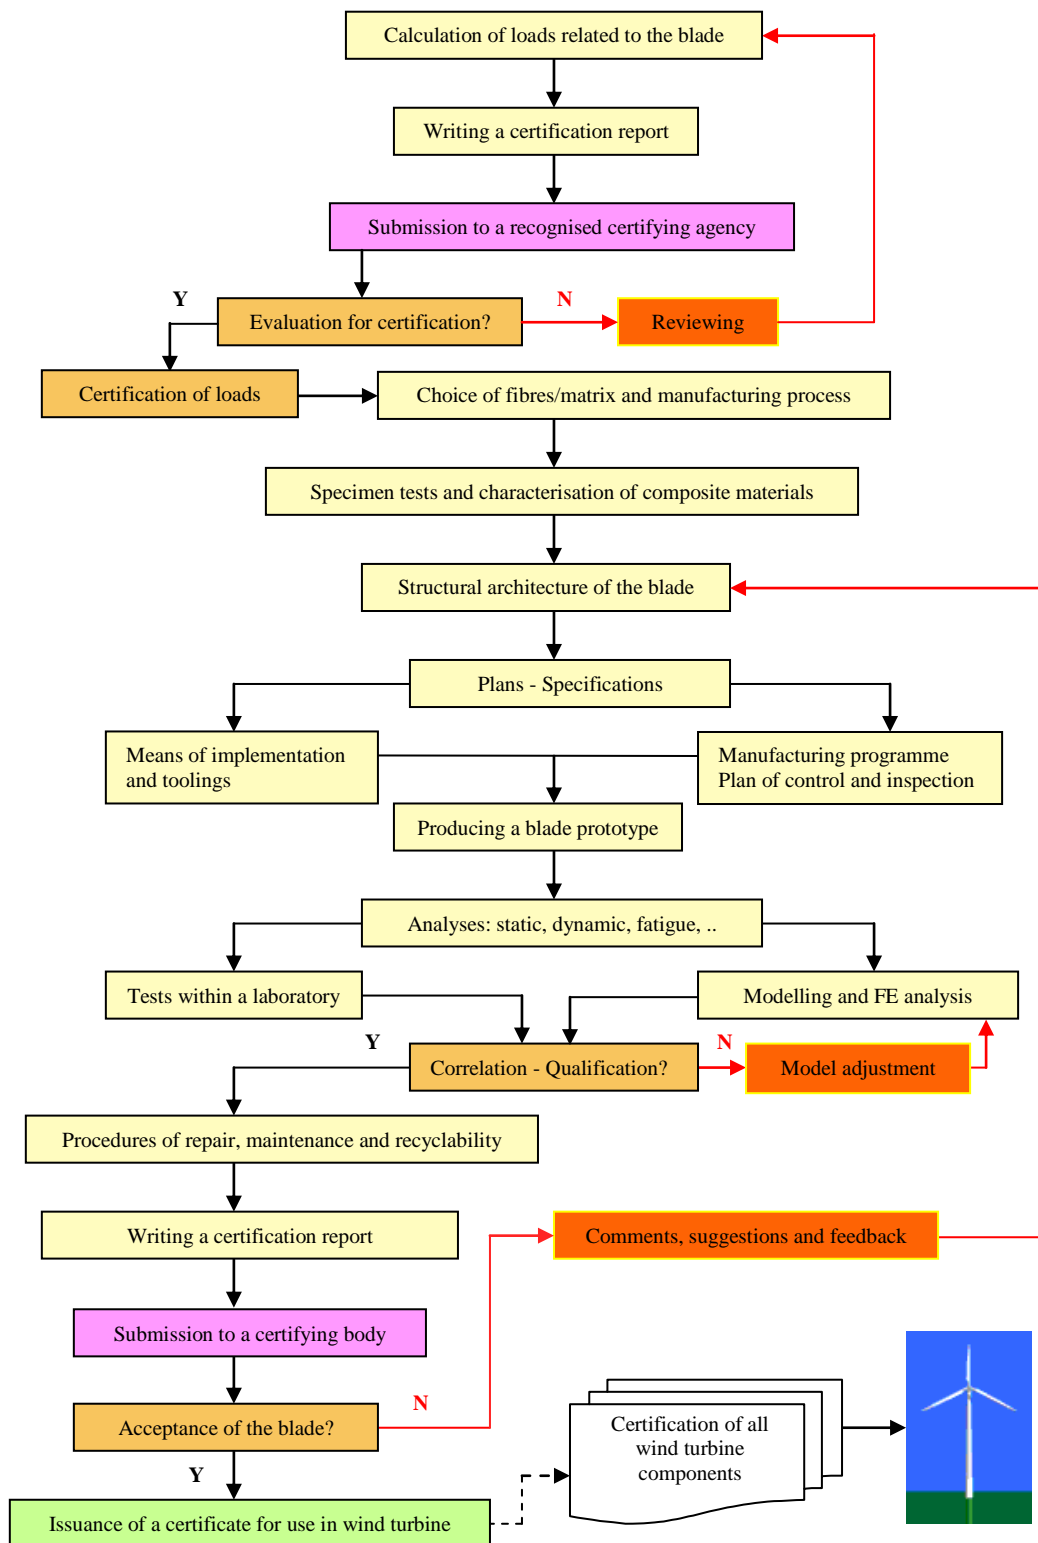 Calculation of loads related to the blade
Writing a certification report
Submission to a recognised certifying agency
Y
N
Evaluation for certification?
Reviewing
Certification of loads
Choice of fibres/matrix and manufacturing process
Specimen tests and characterisation of composite materials
Structural architecture of the blade
Plans - Specifications
Means of implementation
and toolings
Manufacturing programme
Plan of control and inspection
Producing a blade prototype
Analyses: static, dynamic, fatigue, ..
Tests within a laboratory
Modelling and FE analysis
Y
N
Correlation - Qualification?
Model adjustment
Procedures of repair, maintenance and recyclability
Writing a certification report
Comments, suggestions and feedback
Submission to a certifying body
N
Acceptance of the blade?
Certification of all
wind turbine
components
Y
Issuance of a certificate for use in wind turbine